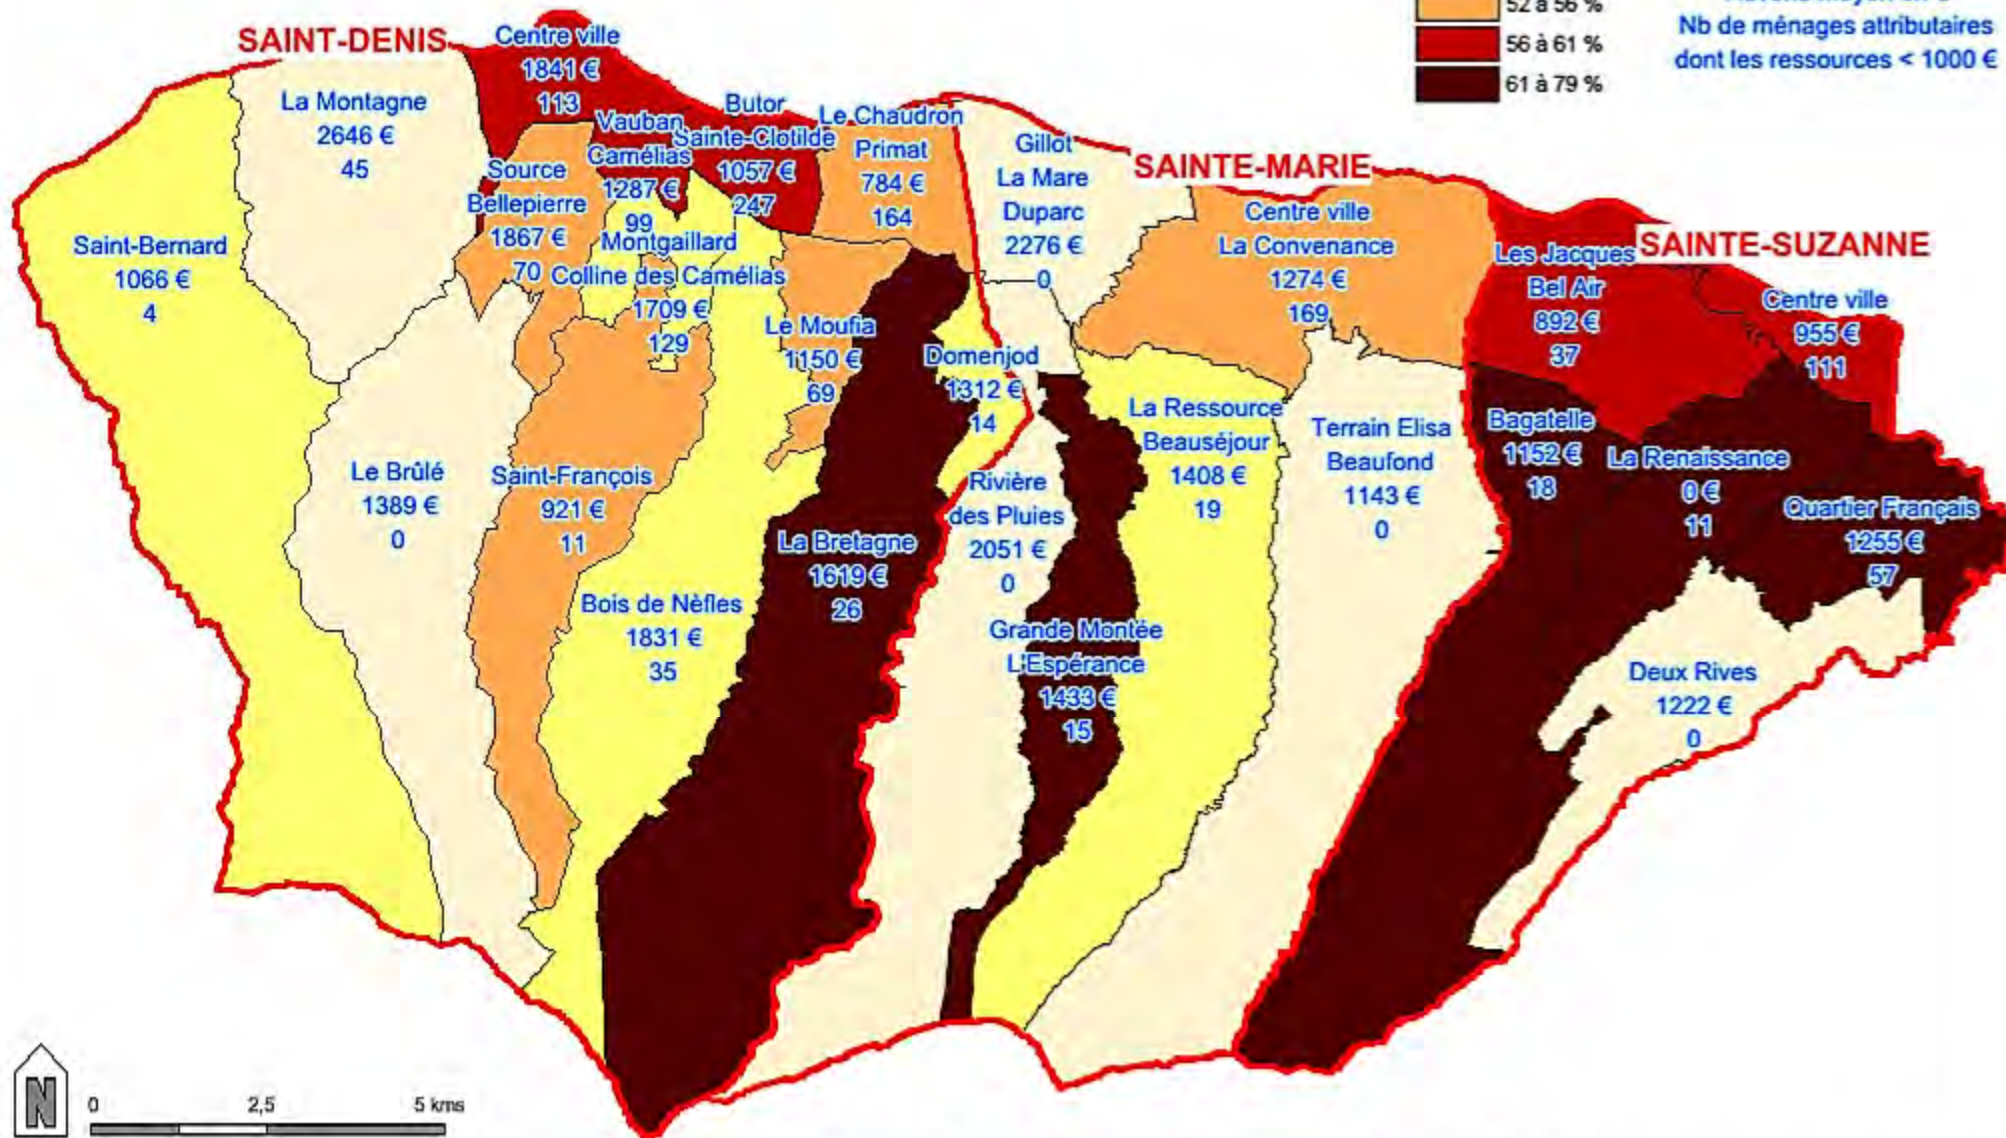 52 à 56 %
56 à 61 %
61 à 79 %
Nb de ménages attributaires
dont les ressources < 1000 €
SAINT-DENIS
Centre ville
1841 €
113
La Montagne
2646 €
45
Saint-Bernard
1066 €
4
Source
Bellepierre
1867 €
70
Vauban
Camélias
1287 €
99
Butor
Sainte-Clotilde
1057 €
247
Le Chaudron
Primat
784 €
164
Montgaillard
Colline des Camélias
1709 €
129
Le Moufia
1150 €
69
Domenjod
1312 €
14
Le Brûlé
1389 €
0
Saint-François
921 €
11
Bois de Nèfles
1831 €
35
La Bretagne
1619 €
26
SAINTE-MARIE
Gillot
La Mare
Duparc
2276 €
0
Centre ville
La Convenance
1274 €
169
Rivière
des Pluies
2051 €
0
Grande Montée
L'Espérance
1433 €
15
La Ressource
Beauséjour
1408 €
19
Terrain Elisa
Beaufond
1143 €
0
SAINTE-SUZANNE
Les Jacques
Bel Air
892 €
37
Centre ville
955 €
111
Bagatelle
1152 €
18
La Renaissance
0 €
11
Quartier Français
1255 €
57
Deux Rives
1222 €
0
N
0 2,5 5 kms